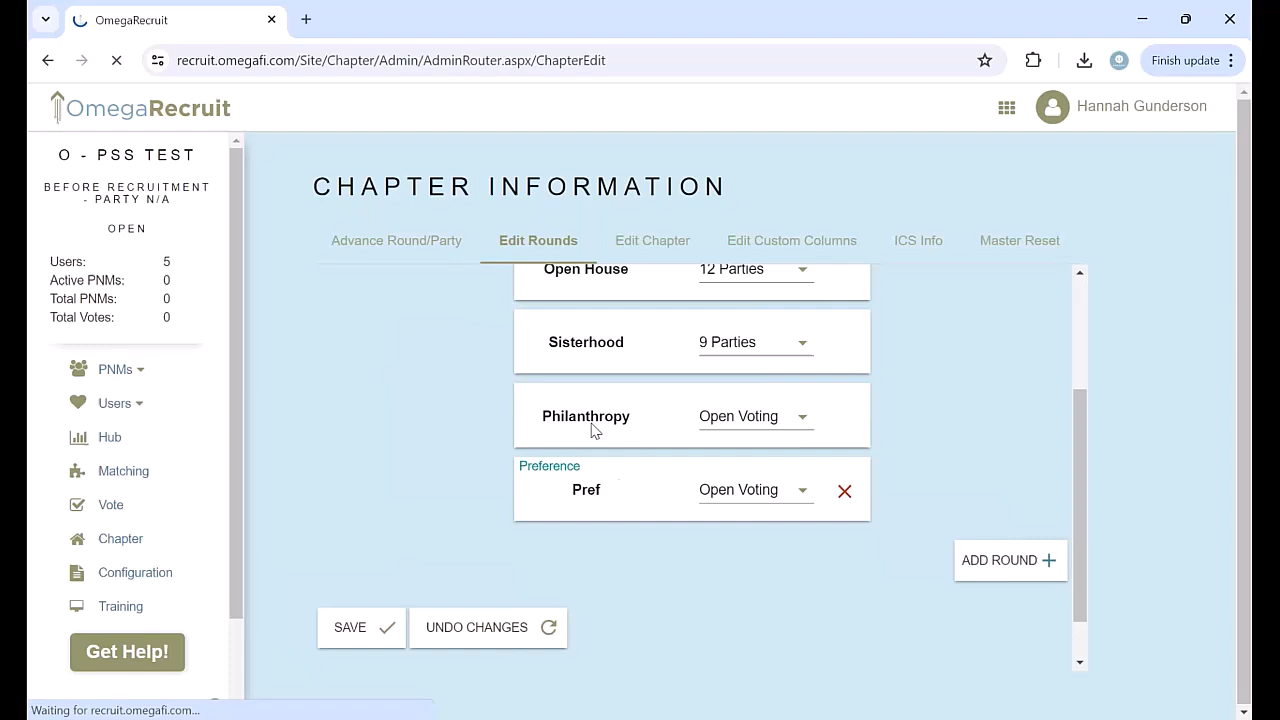 OmegaRecruit
recruit.omegafi.com/Site/Chapter/Admin/AdminRouter.aspx/ChapterEdit
Finish update
OmegaRecruit
Hannah Gunderson
O - PSS TEST
BEFORE RECRUITMENT
- PARTY N/A
OPEN
Users: 5
Active PNMs: 0
Total PNMs: 0
Total Votes: 0
PNMs
Users
Hub
Matching
Vote
Chapter
Configuration
Training
Get Help!
CHAPTER INFORMATION
Advance Round/Party Edit Rounds Edit Chapter Edit Custom Columns ICS Info Master Reset
Open House 12 Parties
Sisterhood 9 Parties
Philanthropy Open Voting
Preference
Pref Open Voting
ADD ROUND
SAVE UNDO CHANGES
Waiting for recruit.omegafi.com...